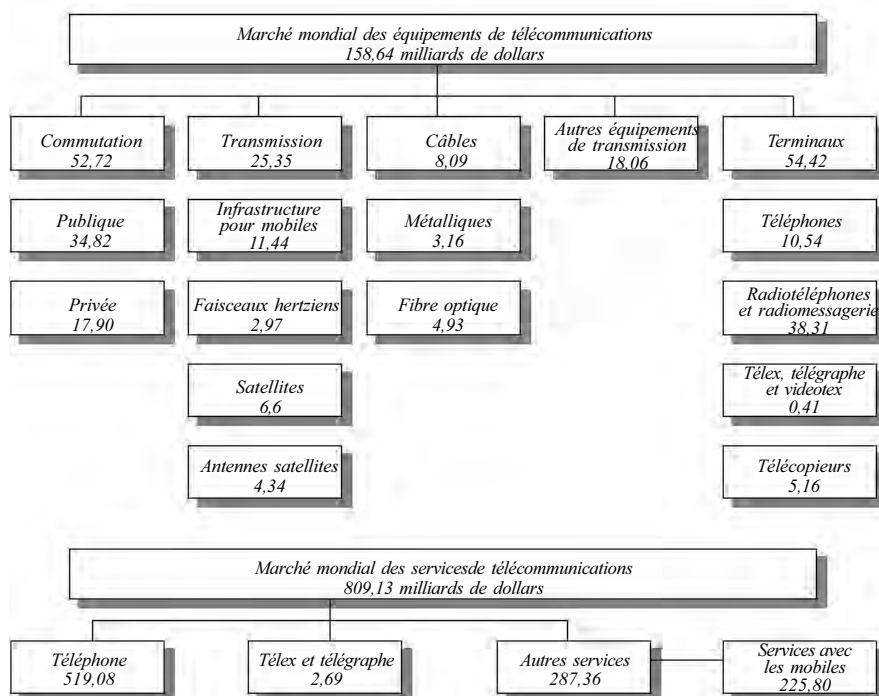 Marché mondial des équipements de télécommunications
158,64 milliards de dollars
Commutation
52,72
Transmission
25,35
Câbles
8,09
Autres équipements
de transmission
18,06
Terminaux
54,42
Publique
34,82
Infrastructure
pour mobiles
11,44
Métalliques
3,16
Téléphones
10,54
Privée
17,90
Faisceaux hertziens
2,97
Fibre optique
4,93
Radiotéléphones
et radiomessagerie
38,31
Satellites
6,6
Télex, télégraphe
et videotex
0,41
Antennes satellites
4,34
Télécopieurs
5,16
Marché mondial des servicesde télécommunications
809,13 milliards de dollars
Téléphone
519,08
Télex et télégraphe
2,69
Autres services
287,36
Services avec
les mobiles
225,80